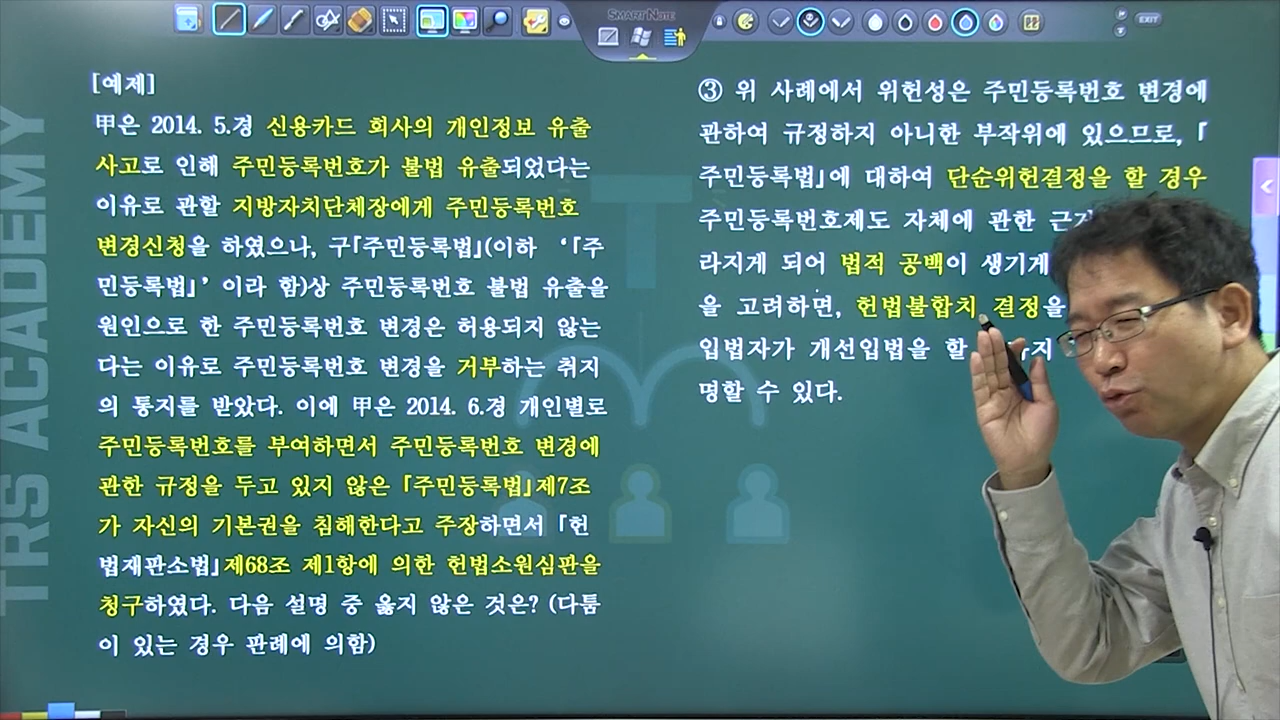 SMART NOTE
EXIT
TRS ACADEMY
[예제]
甲은 2014. 5.경 신용카드 회사의 개인정보 유출
사고로 인해 주민등록번호가 불법 유출되었다는
이유로 관할 지방자치단체장에게 주민등록번호
변경신청을 하였으나, 구「주민등록법」(이하 ‘「주
민등록법」’ 이라 함)상 주민등록번호 불법 유출을
원인으로 한 주민등록번호 변경은 허용되지 않는
다는 이유로 주민등록번호 변경을 거부하는 취지
의 통지를 받았다. 이에 甲은 2014. 6.경 개인별로
주민등록번호를 부여하면서 주민등록번호 변경에
관한 규정을 두고 있지 않은 「주민등록법」제7조
가 자신의 기본권을 침해한다고 주장하면서 「헌
법재판소법」제68조 제1항에 의한 헌법소원심판을
청구하였다. 다음 설명 중 옳지 않은 것은? (다툼
이 있는 경우 판례에 의함)
③ 위 사례에서 위헌성은 주민등록번호 변경에
관하여 규정하지 아니한 부작위에 있으므로, 「
주민등록법」에 대하여 단순위헌결정을 할 경우
주민등록번호제도 자체에 관한
라지게 되어 법적 공백이 생기게
을 고려하면, 헌법불합치 결정을
입법자가 개선입법을 할
명할 수 있다.